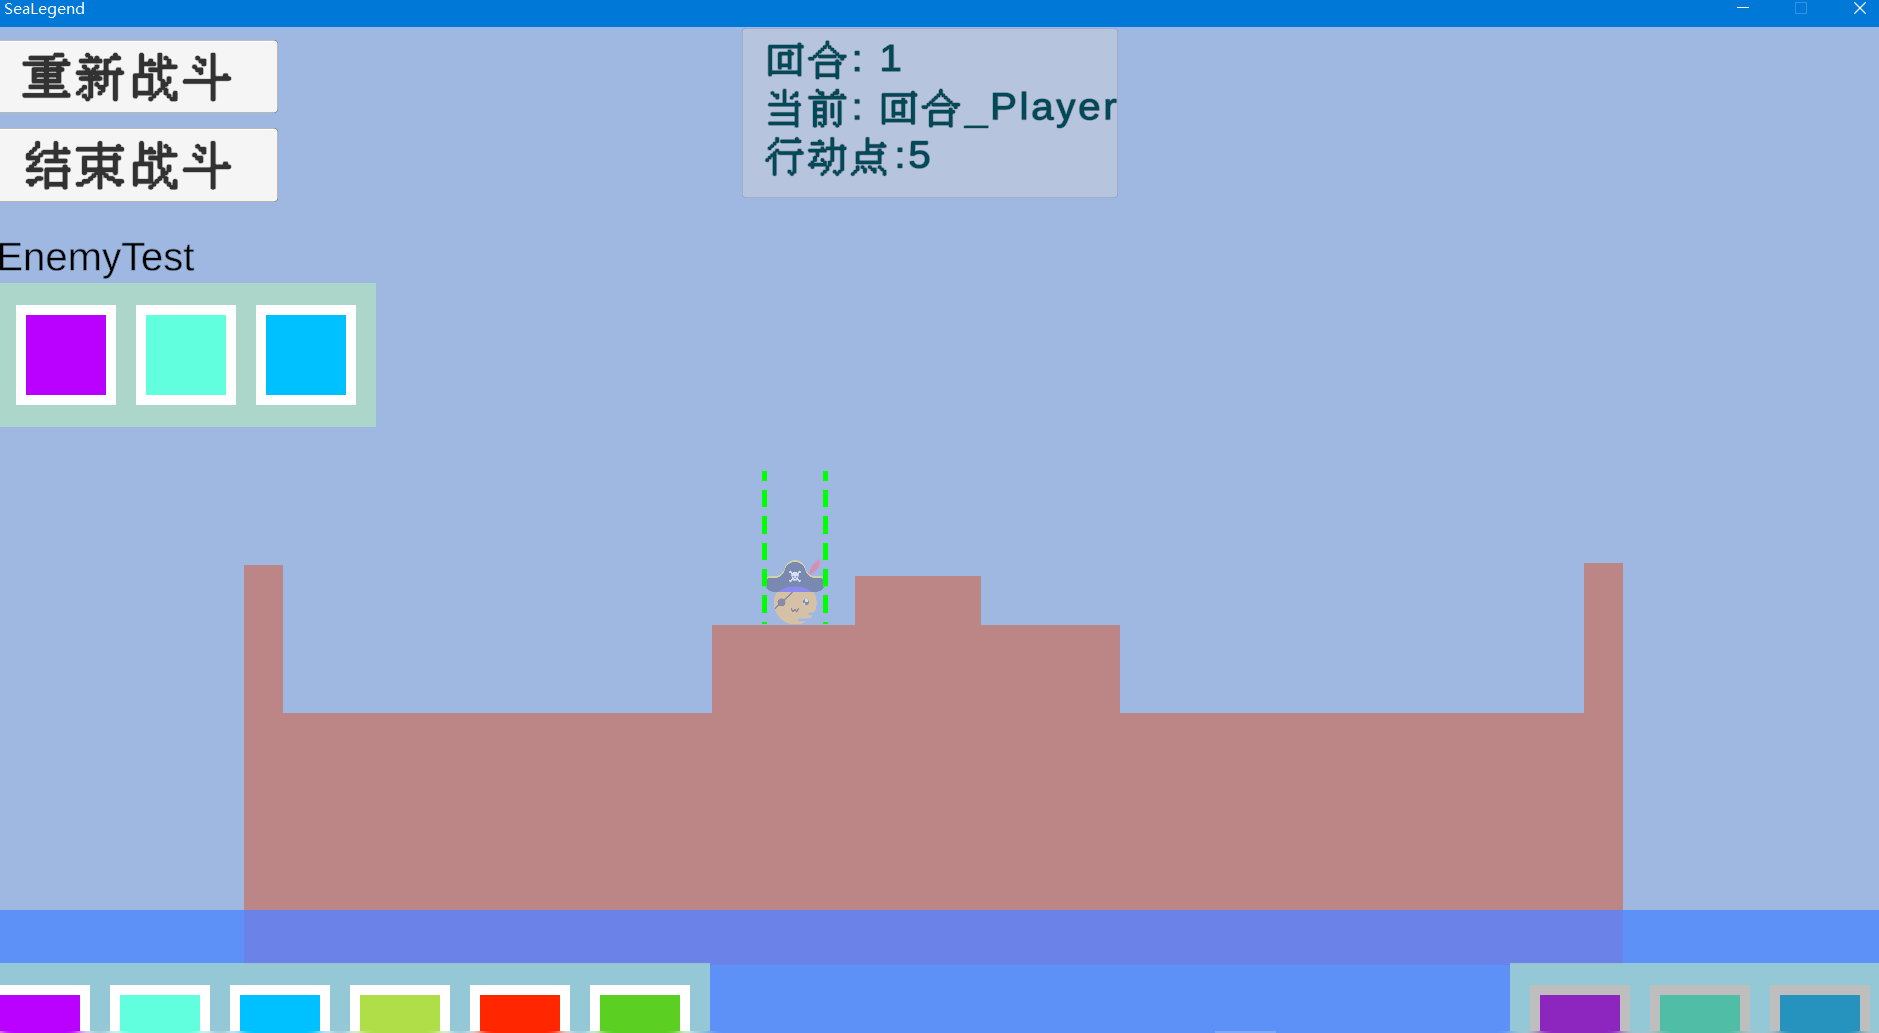 SeaLegend
重新战斗
结束战斗
回合: 1
当前: 回合_Player
行动点:5
EnemyTest